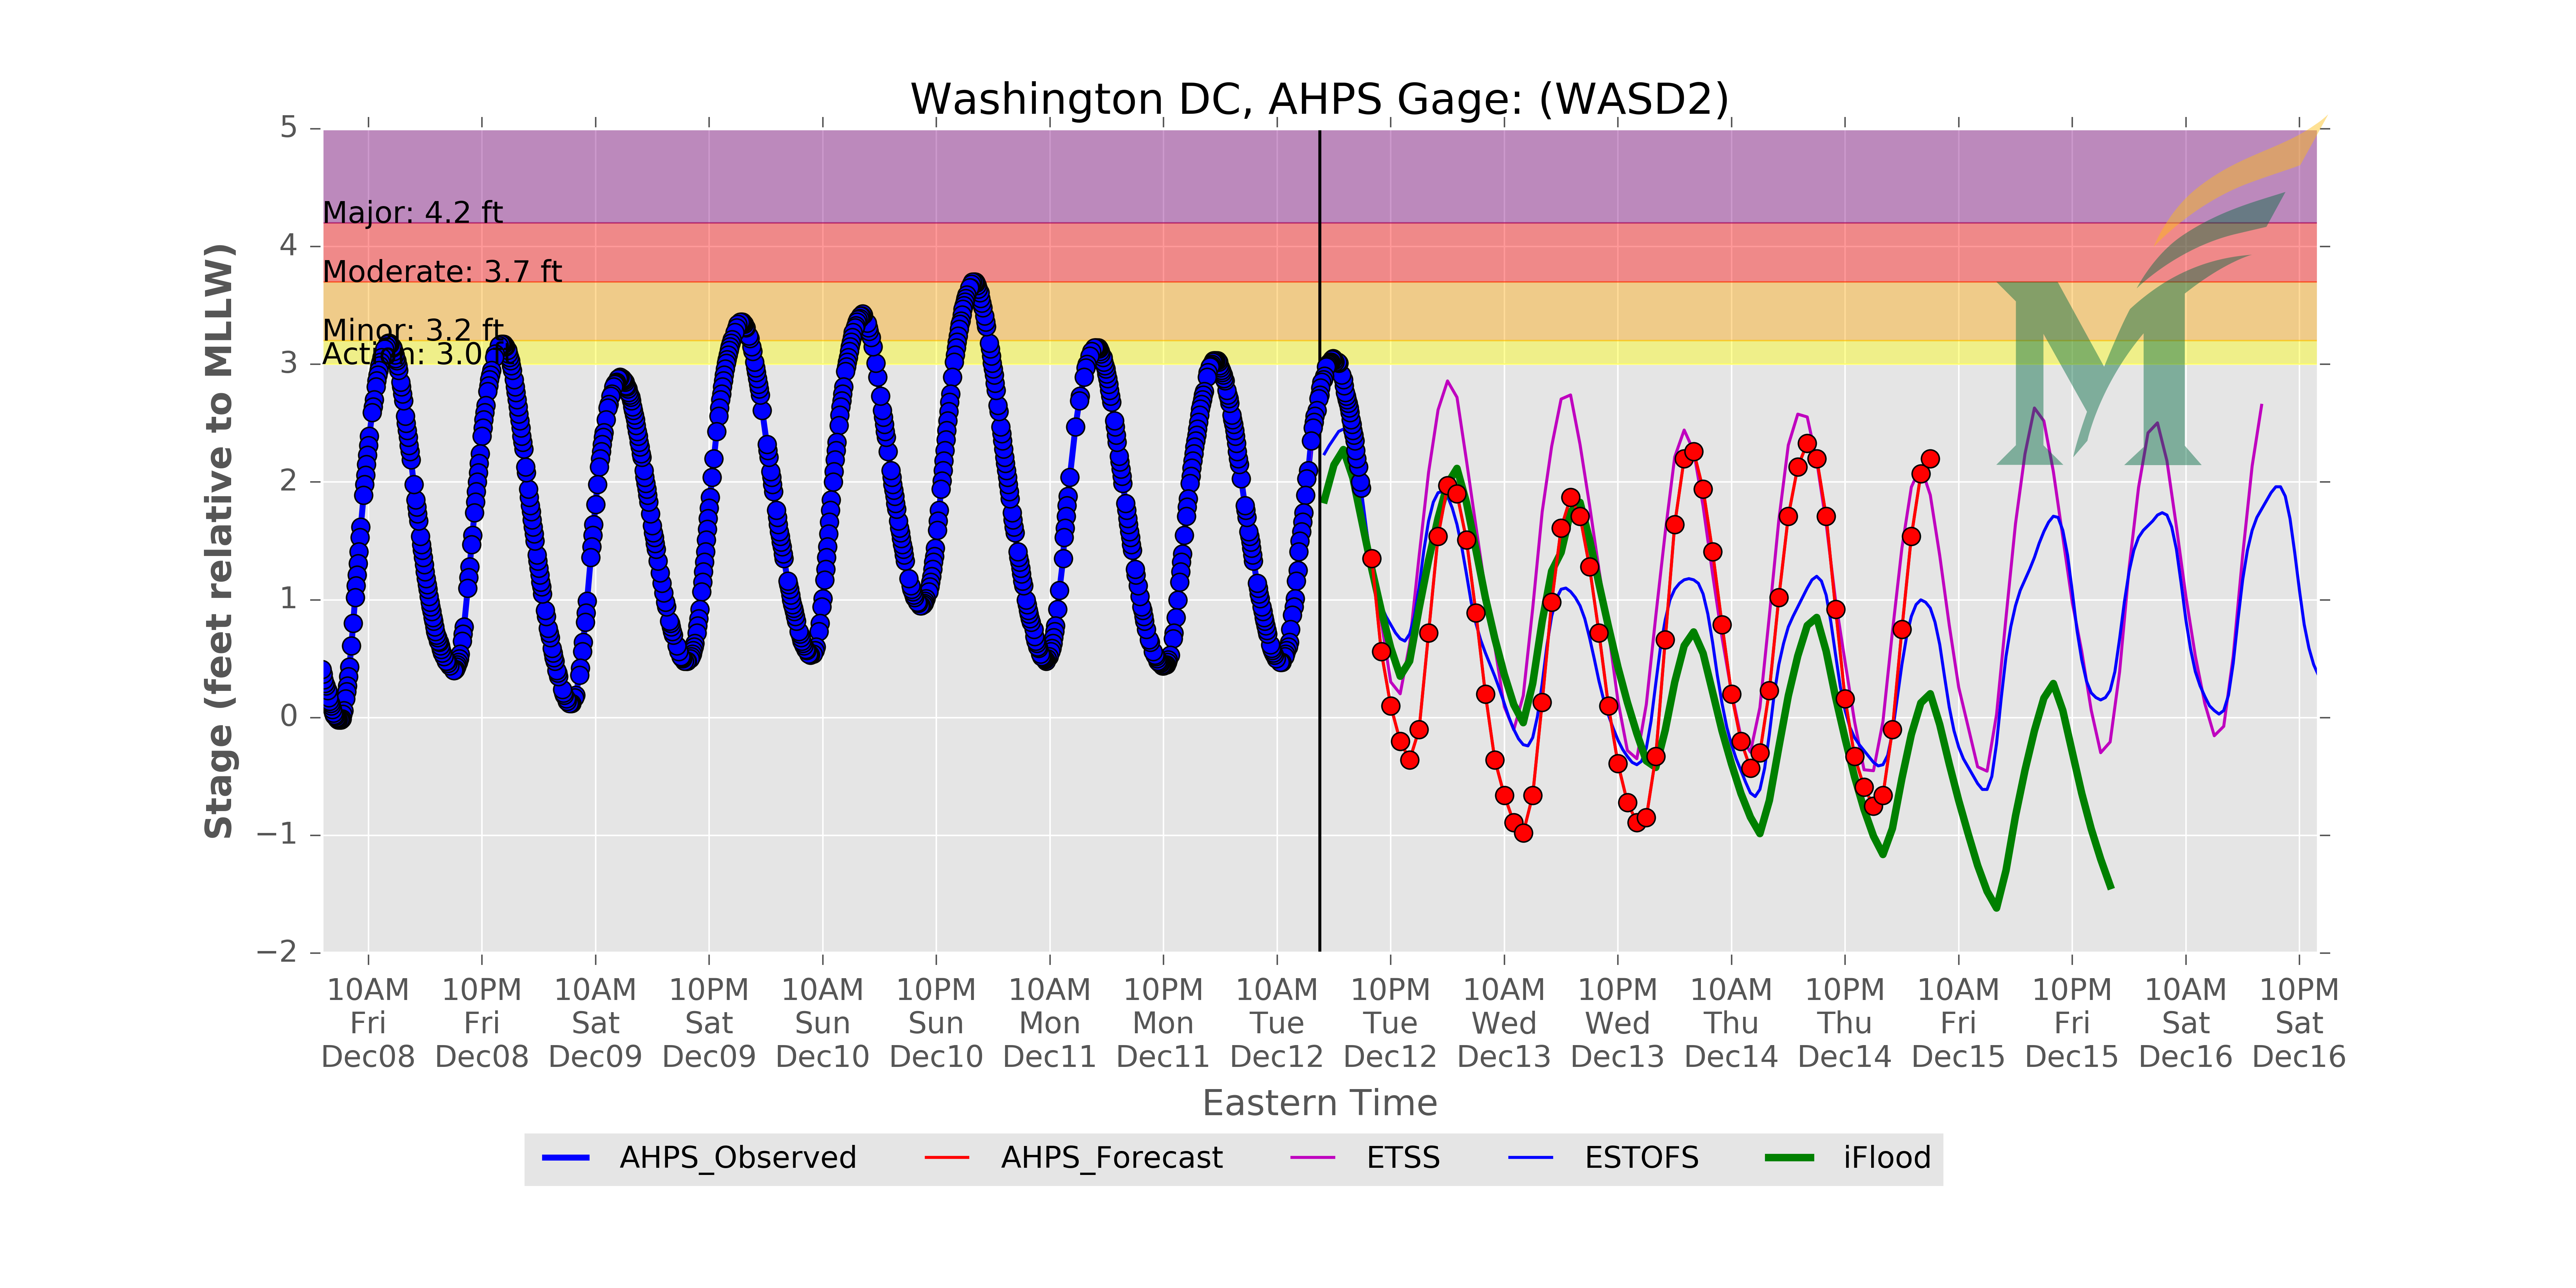 Washington DC, AHPS Gage: (WASD2)
Stage (feet relative to MLLW)
5
4
3
2
1
0
−1
−2
Major: 4.2 ft
Moderate: 3.7 ft
Minor: 3.2 ft
Action: 3.0
10AM 10PM 10AM 10PM 10AM 10PM 10AM 10PM 10AM 10PM 10AM 10PM 10AM 10PM 10AM 10PM 10AM 10PM
Fri Fri Sat Sat Sun Sun Mon Mon Tue Tue Wed Wed Thu Thu Fri Fri Sat Sat
Dec08 Dec08 Dec09 Dec09 Dec10 Dec10 Dec11 Dec11 Dec12 Dec12 Dec13 Dec13 Dec14 Dec14 Dec15 Dec15 Dec16 Dec16
Eastern Time
AHPS_Observed AHPS_Forecast ETSS ESTOFS iFlood